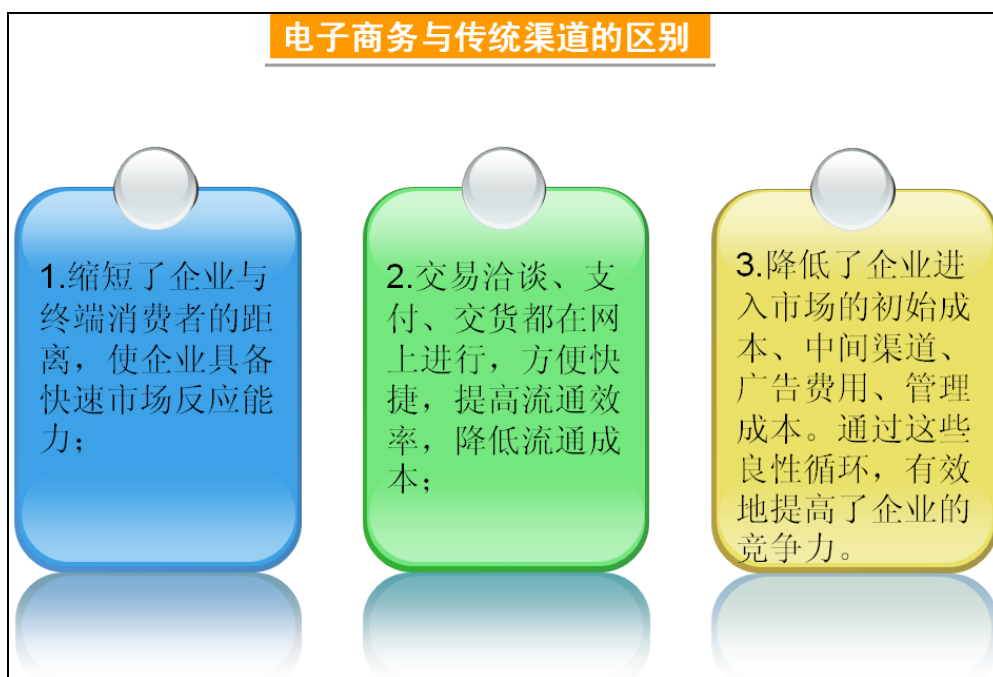 电子商务与传统渠道的区别
1.缩短了企业与
终端消费者的距
离，使企业具备
快速市场反应能
力；
2.交易洽谈、支
付、交货都在网
上进行，方便快
捷，提高流通效
率，降低流通成
本；
3.降低了企业进
入市场的初始成
本、中间渠道、
广告费用、管理
成本。通过这些
良性循环，有效
地提高了企业的
竞争力。